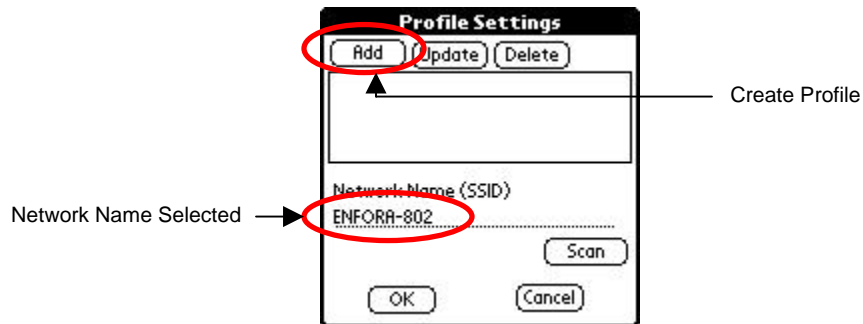 Profile Settings
Add Update Delete
Create Profile
Network Name (SSID)
Network Name Selected
ENFORA-802
Scan
OK Cancel